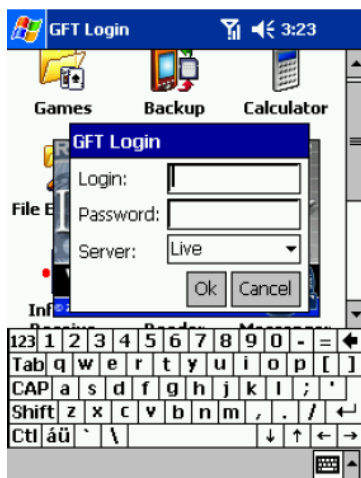 GFT Login 3:23
Games Backup Calculator
GFT Login
Login:
File E
Password:
Server: Live
Ok Cancel
Inf
123 1 2 3 4 5 6 7 8 9 0 - =
Tab q w e r t y u i o p [ ]
CAP a s d f g h j k l ; '
Shift z x c v b n m , . /
Ctl áü ` \